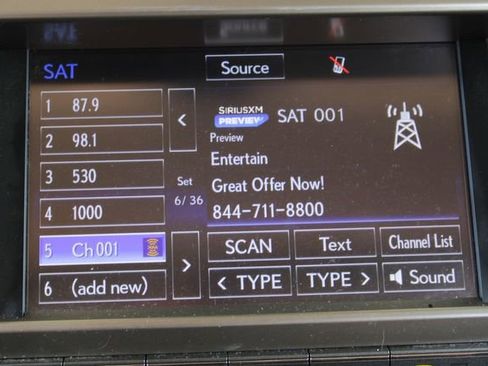 SAT
Source
1 87.9
2 98.1
3 530
4 1000
5 Ch 001
6 (add new)
<
Set
6/36
>
SIRIUSXM
PREVIEW
SAT 001
Preview
Entertain
Great Offer Now!
844-711-8800
SCAN
Text
Channel List
< TYPE
TYPE >
Sound